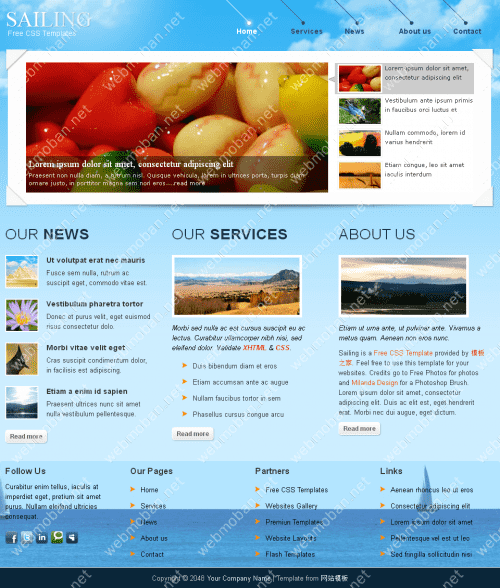 SAILING
Free CSS Templates
Home Services News About us Contact
Lorem ipsum dolor sit amet,
consectetur adipiscing elit
Vestibulum ante ipsum primis
in faucibus orci luctus et
Nullam commodo, lorem id
varius hendrerit
Etiam congue, leo sit amet
iaculis interdum
Lorem ipsum dolor sit amet, consectetur adipiscing elit
Praesent non nulla diam, a rutrum nisl. Quisque vehicula, lorem in ultrices porta, turpis diam
ornare justo, in porttitor magna sem non eros....read more
OUR NEWS
Ut volutpat erat nec mauris
Fusce sem nulla, rutrum ac
suscipit eget, commodo vitae est.
Vestibulum pharetra tortor
Donec at purus velit, eget euismod
risus consectetur dolo.
Morbi vitae velit eget
Cras suscipit condimentum dolor,
in facilisis est adipiscing.
Etiam a enim id sapien
Praesent ultrices nunc sit amet
nulla vestibulum pellentesque.
Read more
OUR SERVICES
Morbi sed nulla ac est cursus suscipit eu ac
lectus. Curabitur ullamcorper nibh nisi, sed
eleifend dolor. Validate XHTML & CSS.
Duis bibendum diam et eros
Etiam accumsan ante ac augue
Nullam faucibus tortor in sem
Phasellus cursus congue arcu
Read more
ABOUT US
Etiam ut urna ante, ut pulvinar ante. Vivamus a
metus quam. Aenean non eros nunc.
Sailing is a Free CSS Template provided by 模板
之家. Feel free to use this template for your
websites. Credits go to Free Photos for photos
and Milanda Design for a Photoshop Brush.
Lorem ipsum dolor sit amet, consectetur
adipiscing elit. Duis ac elit est, eget hendrerit
erat. Morbi nec dui augue, eget dictum.
Read more
Follow Us
Curabitur enim tellus, iaculis at
imperdiet eget, pretium sit amet
purus. Nullam eleifend ultricies
consequat.
Our Pages
Home
Services
News
About us
Contact
Partners
Free CSS Templates
Websites Gallery
Premium Templates
Website Layouts
Flash Templates
Links
Aenean rhoncus leo ut eros
Consectetur adipiscing elit
Lorem ipsum dolor sit amet
Pellentesque vel est ut leo
Sed fringilla sollicitudin nisi
Copyright © 2048 Your Company Name | Template from 网站模板
webmoban.net